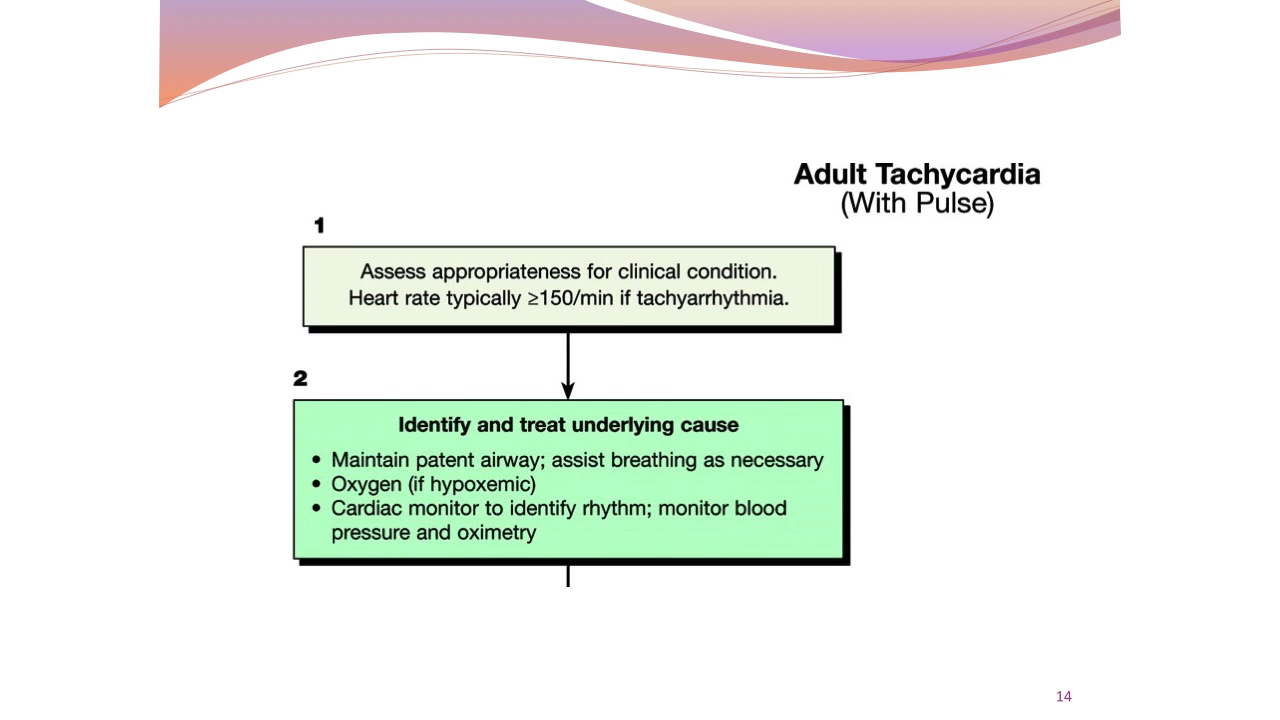 Adult Tachycardia
(With Pulse)
1
Assess appropriateness for clinical condition.
Heart rate typically ≥150/min if tachyarrhythmia.
2
Identify and treat underlying cause
• Maintain patent airway; assist breathing as necessary
• Oxygen (if hypoxemic)
• Cardiac monitor to identify rhythm; monitor blood
pressure and oximetry
14